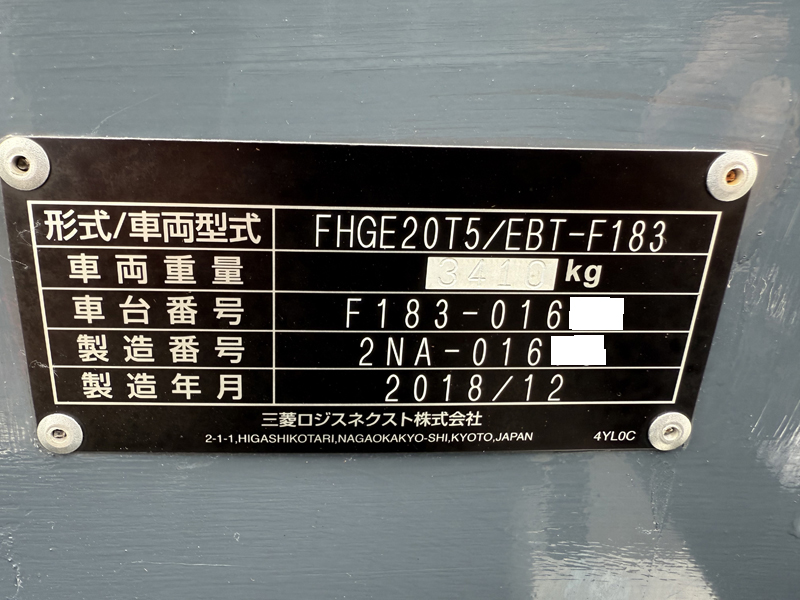 形式/車両型式 FHGE20T5/EBT-F183
車両重量 3410 kg
車台番号 F183-016
製造番号 2NA-016
製造年月 2018/12
三菱ロジスネクスト株式会社
2-1-1,HIGASHIKOTARI,NAGAOKAKYO-SHI,KYOTO,JAPAN 4YL0C